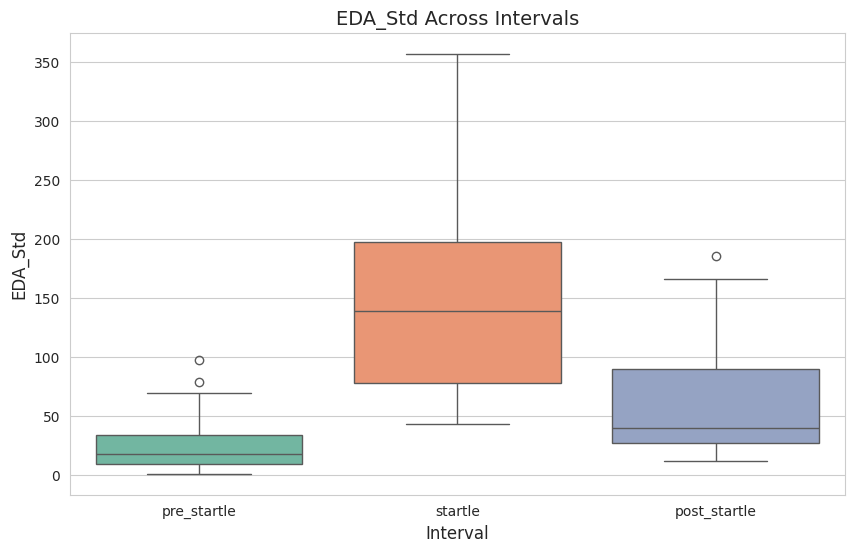 EDA_Std Across Intervals
EDA_Std
350
300
250
200
150
100
50
0
pre_startle
startle
post_startle
Interval